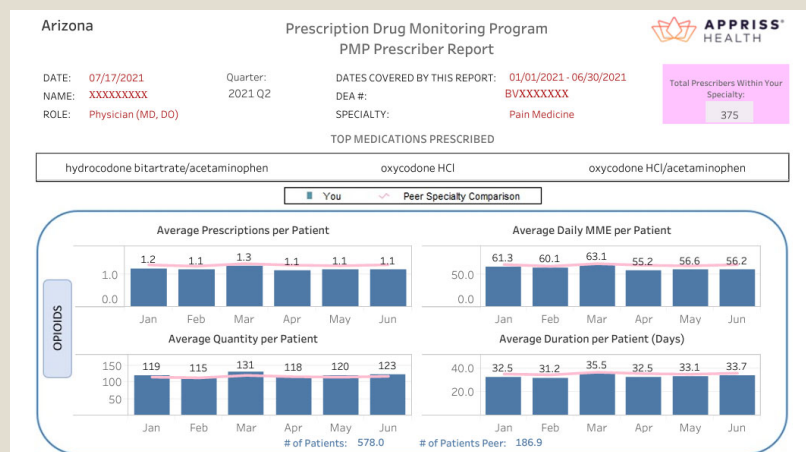 Arizona
Prescription Drug Monitoring Program
PMP Prescriber Report
APPRISS
HEALTH
DATE: 07/17/2021
NAME: XXXXXXXXX
ROLE: Physician (MD, DO)
Quarter:
2021 Q2
DATES COVERED BY THIS REPORT: 01/01/2021 - 06/30/2021
DEA #: BVXXXXXXX
SPECIALTY: Pain Medicine
Total Prescribers Within Your
Specialty:
375
TOP MEDICATIONS PRESCRIBED
hydrocodone bitartrate/acetaminophen oxycodone HCl oxycodone HCl/acetaminophen
You Peer Specialty Comparison
OPIOIDS
Average Prescriptions per Patient
1.2 1.1 1.3 1.1 1.1 1.1
1.0
0.0
Jan Feb Mar Apr May Jun
Average Daily MME per Patient
61.3 60.1 63.1 55.2 56.6 56.2
50.0
0.0
Jan Feb Mar Apr May Jun
Average Quantity per Patient
150
100
50
119 115 131 118 120 123
Jan Feb Mar Apr May Jun
Average Duration per Patient (Days)
40.0
20.0
32.5 31.2 35.5 32.5 33.1 33.7
Jan Feb Mar Apr May Jun
# of Patients: 578.0 # of Patients Peer: 186.9